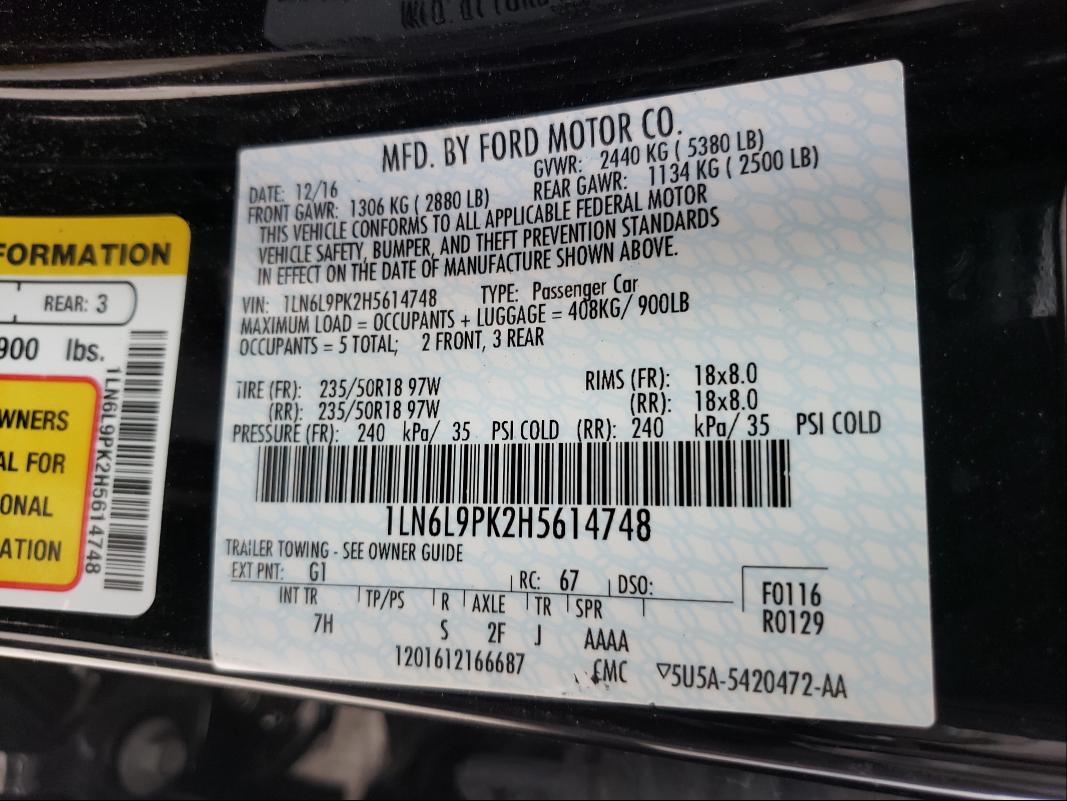 MFD. BY FORD MOTOR CO.
DATE: 12/16 GVWR: 2440 KG ( 5380 LB)
FRONT GAWR: 1306 KG ( 2880 LB) REAR GAWR: 1134 KG ( 2500 LB)
THIS VEHICLE CONFORMS TO ALL APPLICABLE FEDERAL MOTOR
VEHICLE SAFETY, BUMPER, AND THEFT PREVENTION STANDARDS
IN EFFECT ON THE DATE OF MANUFACTURE SHOWN ABOVE.
VIN: 1LN6L9PK2H5614748 TYPE: Passenger Car
MAXIMUM LOAD = OCCUPANTS + LUGGAGE = 408KG/ 900LB
OCCUPANTS = 5 TOTAL; 2 FRONT, 3 REAR
TIRE (FR): 235/50R18 97W RIMS (FR): 18x8.0
(RR): 235/50R18 97W (RR): 18x8.0
PRESSURE (FR): 240 kPa/ 35 PSI COLD (RR): 240 kPa/ 35 PSI COLD
1LN6L9PK2H5614748
TRAILER TOWING - SEE OWNER GUIDE
EXT PNT: G1 RC: 67 DSO:
F0116
R0129
INT TR TP/PS R AXLE TR SPR
7H S 2F J AAAA
1201612166687 ▽5U5A-5420472-AA
FORMATION
REAR: 3
900 lbs.
WNERS
AL FOR
ONAL
ATION
1LN6L9PK2H5614748